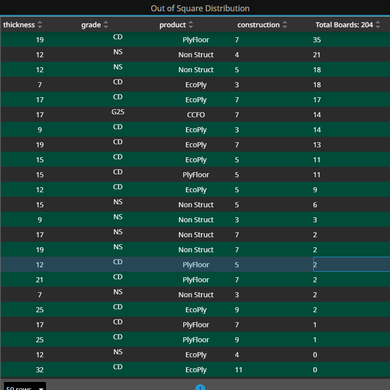 Out of Square Distribution
thickness grade product construction Total Boards: 204
19 CD PlyFloor 7 35
12 NS Non Struct 4 21
12 NS Non Struct 5 18
7 CD EcoPly 3 18
17 CD EcoPly 7 17
17 G2S CCFO 7 14
9 CD EcoPly 3 14
19 CD EcoPly 7 13
15 CD EcoPly 5 11
15 CD PlyFloor 5 11
12 CD EcoPly 5 9
15 NS Non Struct 5 6
9 NS Non Struct 3 3
17 NS Non Struct 7 2
19 NS Non Struct 7 2
12 CD PlyFloor 5 2
21 CD PlyFloor 7 2
7 NS Non Struct 3 2
25 CD EcoPly 9 2
17 CD PlyFloor 7 1
25 CD PlyFloor 9 1
12 NS EcoPly 4 0
32 CD EcoPly 11 0
50 rows 1